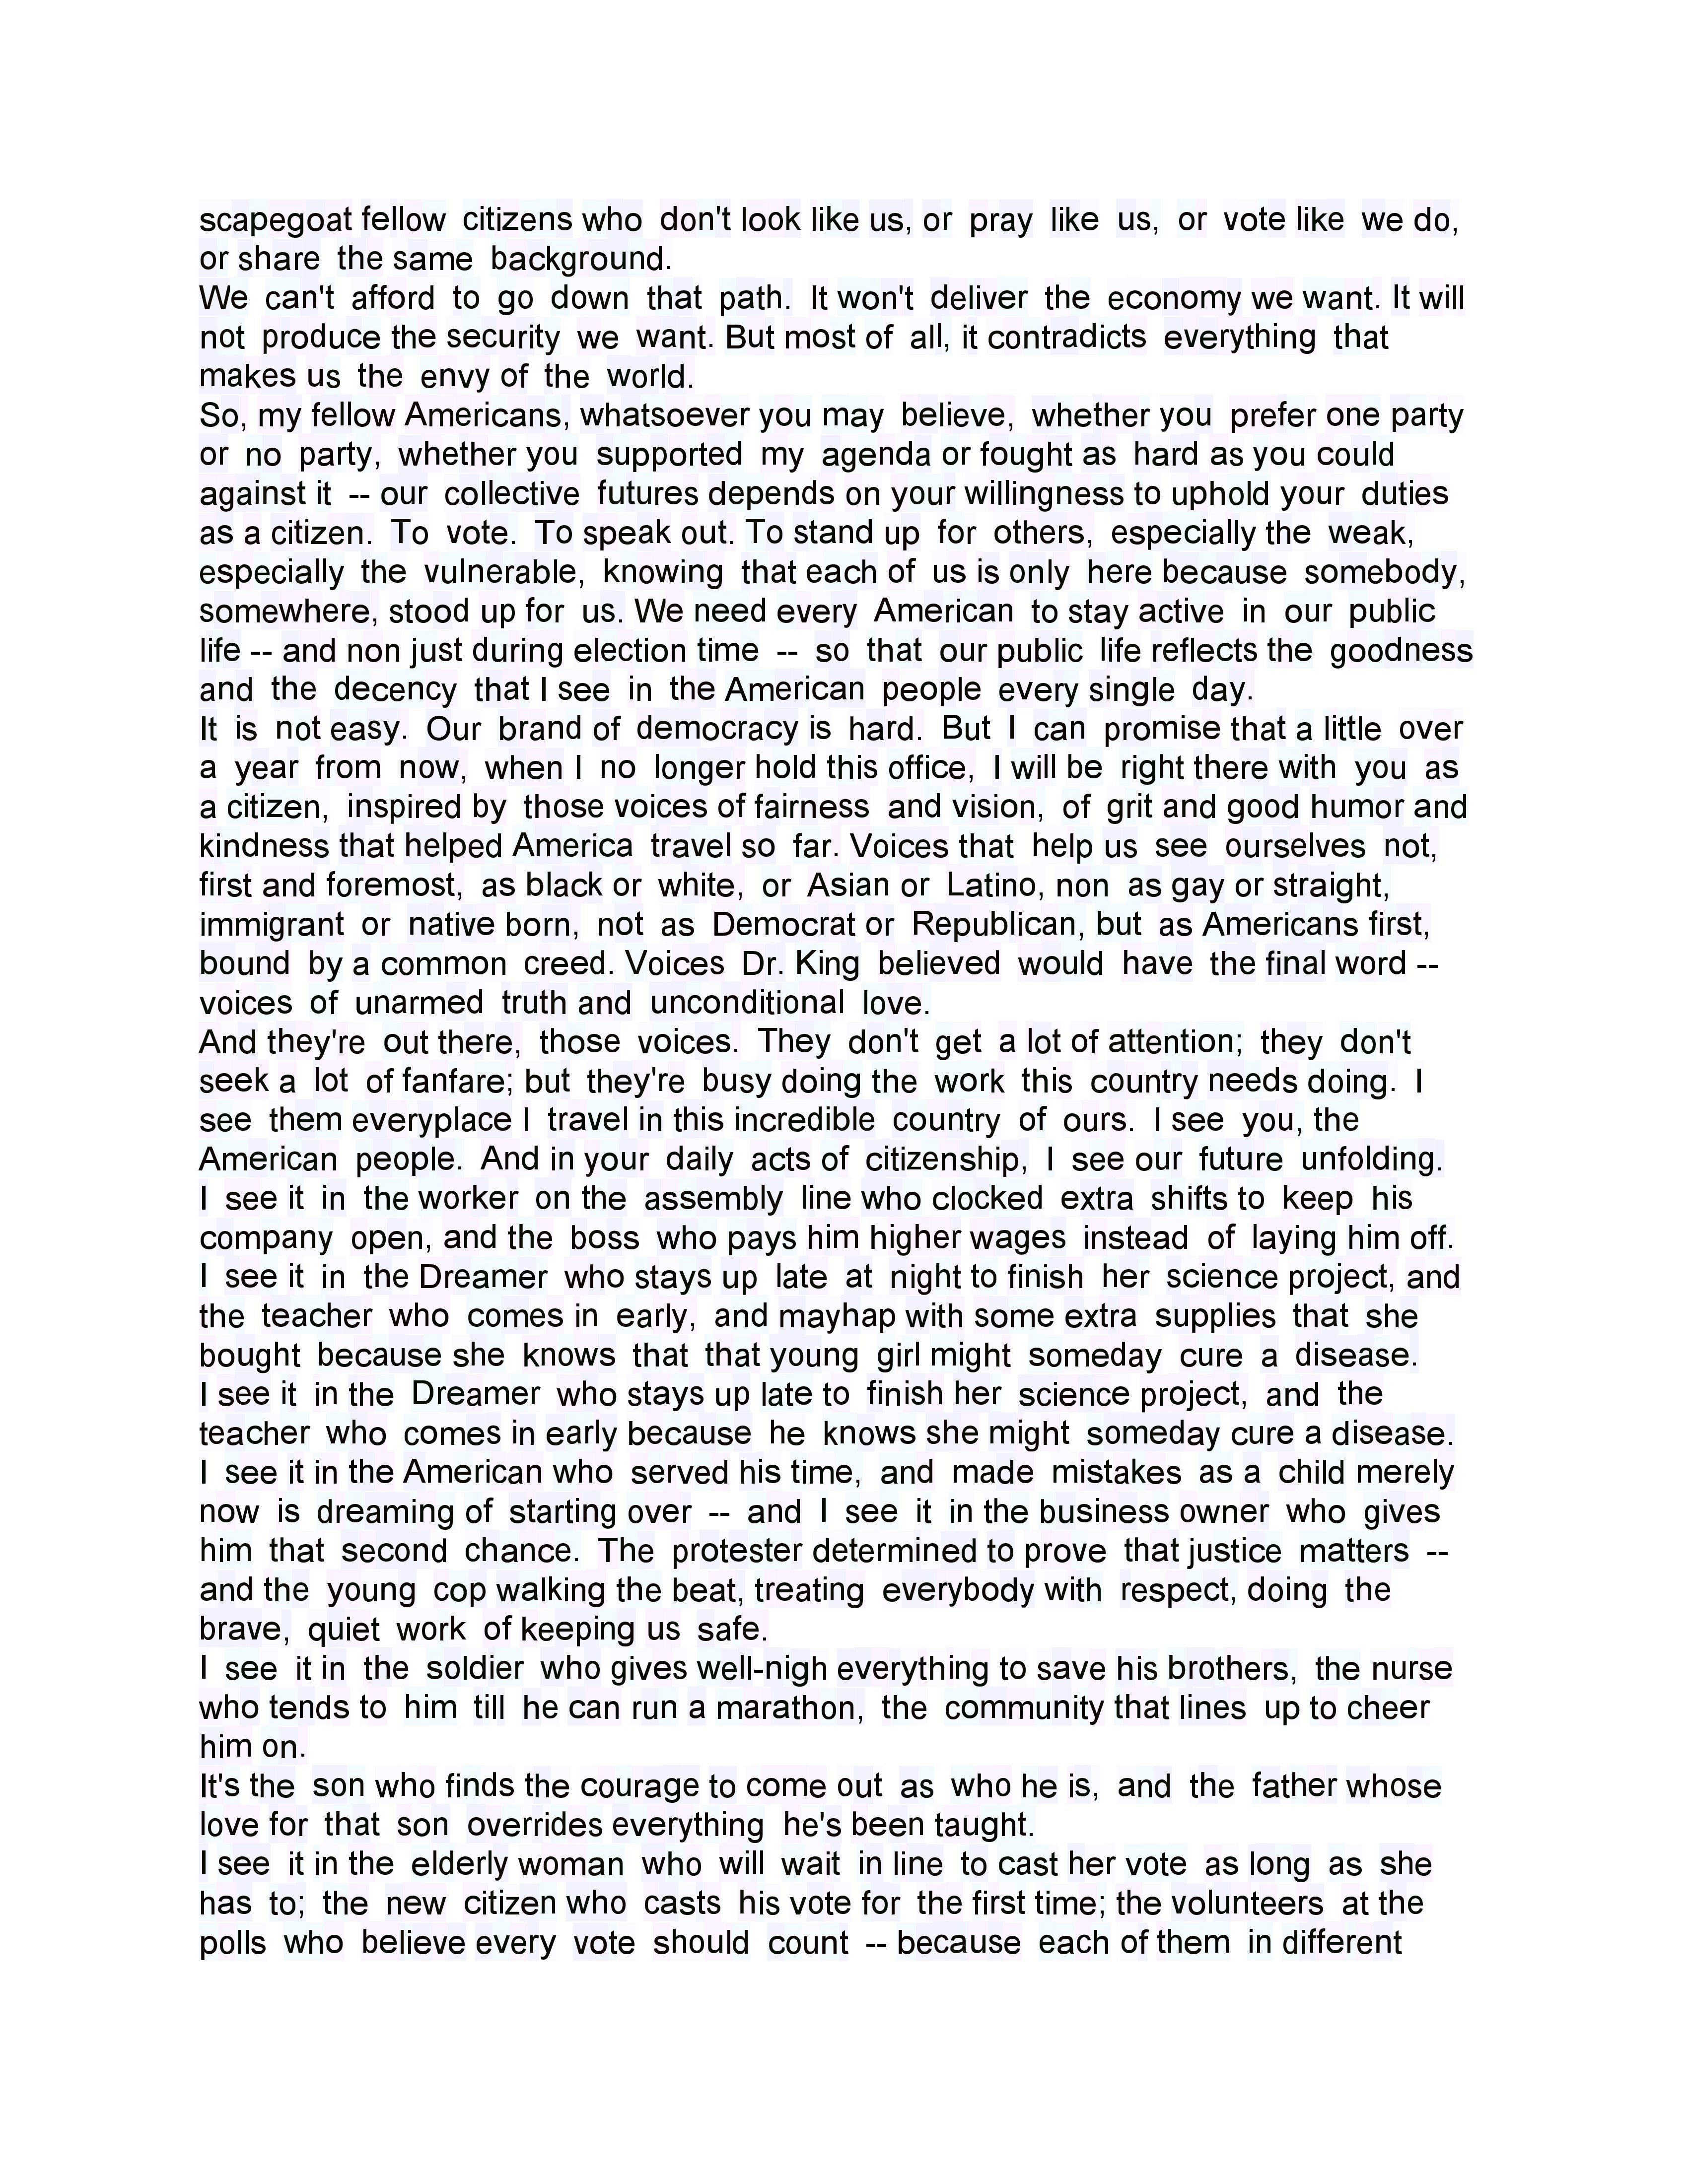 scapegoat fellow citizens who don't look like us, or pray like us, or vote like we do,
or share the same background.
We can't afford to go down that path. It won't deliver the economy we want. It will
not produce the security we want. But most of all, it contradicts everything that
makes us the envy of the world.
So, my fellow Americans, whatsoever you may believe, whether you prefer one party
or no party, whether you supported my agenda or fought as hard as you could
against it -- our collective futures depends on your willingness to uphold your duties
as a citizen. To vote. To speak out. To stand up for others, especially the weak,
especially the vulnerable, knowing that each of us is only here because somebody,
somewhere, stood up for us. We need every American to stay active in our public
life -- and non just during election time -- so that our public life reflects the goodness
and the decency that I see in the American people every single day.
It is not easy. Our brand of democracy is hard. But I can promise that a little over
a year from now, when I no longer hold this office, I will be right there with you as
a citizen, inspired by those voices of fairness and vision, of grit and good humor and
kindness that helped America travel so far. Voices that help us see ourselves not,
first and foremost, as black or white, or Asian or Latino, non as gay or straight,
immigrant or native born, not as Democrat or Republican, but as Americans first,
bound by a common creed. Voices Dr. King believed would have the final word --
voices of unarmed truth and unconditional love.
And they're out there, those voices. They don't get a lot of attention; they don't
seek a lot of fanfare; but they're busy doing the work this country needs doing. I
see them everyplace I travel in this incredible country of ours. I see you, the
American people. And in your daily acts of citizenship, I see our future unfolding.
I see it in the worker on the assembly line who clocked extra shifts to keep his
company open, and the boss who pays him higher wages instead of laying him off.
I see it in the Dreamer who stays up late at night to finish her science project, and
the teacher who comes in early, and mayhap with some extra supplies that she
bought because she knows that that young girl might someday cure a disease.
I see it in the Dreamer who stays up late to finish her science project, and the
teacher who comes in early because he knows she might someday cure a disease.
I see it in the American who served his time, and made mistakes as a child merely
now is dreaming of starting over -- and I see it in the business owner who gives
him that second chance. The protester determined to prove that justice matters --
and the young cop walking the beat, treating everybody with respect, doing the
brave, quiet work of keeping us safe.
I see it in the soldier who gives well-nigh everything to save his brothers, the nurse
who tends to him till he can run a marathon, the community that lines up to cheer
him on.
It's the son who finds the courage to come out as who he is, and the father whose
love for that son overrides everything he's been taught.
I see it in the elderly woman who will wait in line to cast her vote as long as she
has to; the new citizen who casts his vote for the first time; the volunteers at the
polls who believe every vote should count -- because each of them in different